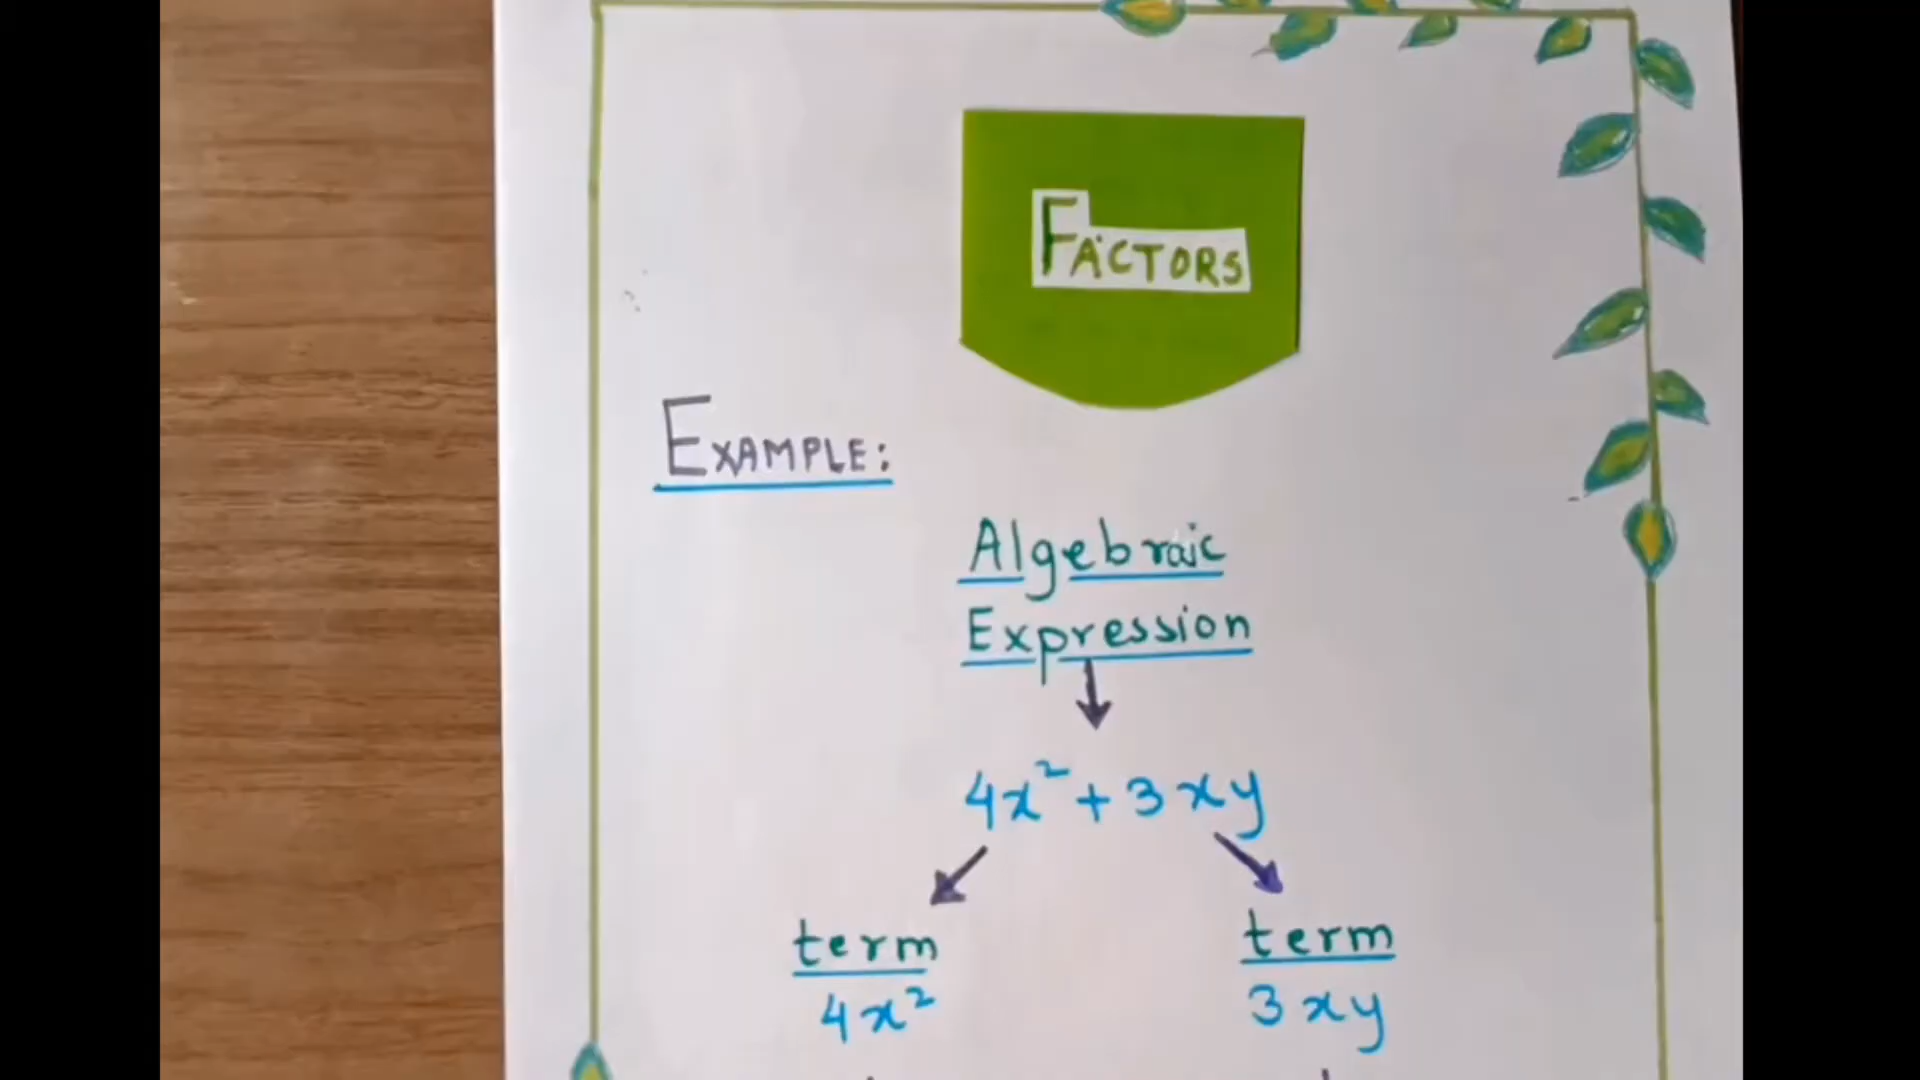 FACTORS
EXAMPLE:
Algebraic
Expression
4x² + 3xy
term term
4x² 3xy